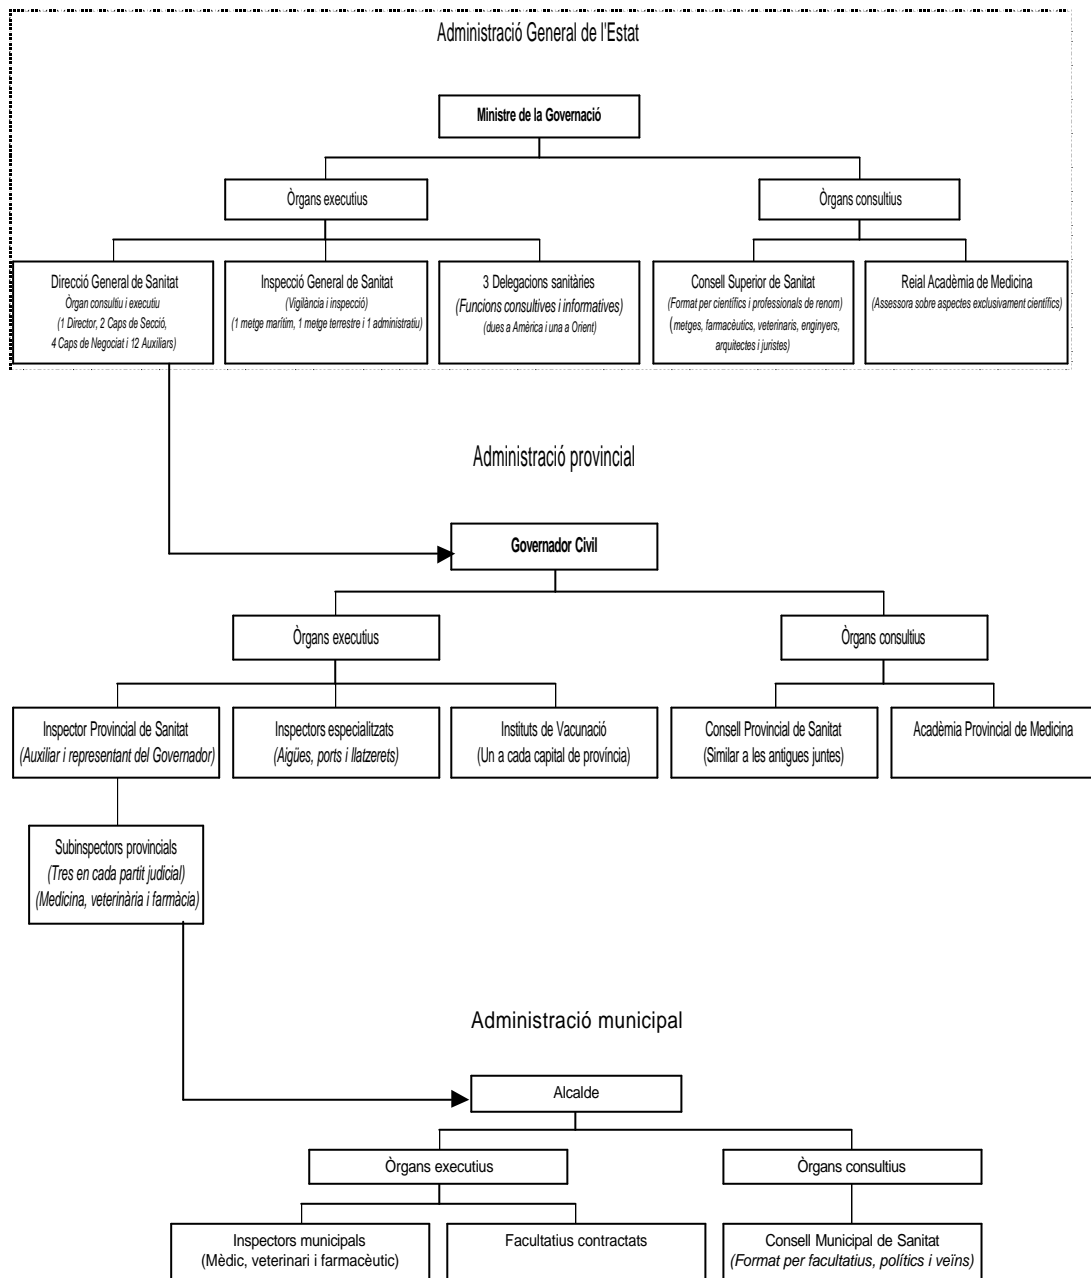 Administració General de l'Estat
Ministre de la Governació
Òrgans executius
Òrgans consultius
Direcció General de Sanitat
Òrgan consultiu i executiu
(1 Director, 2 Caps de Secció,
4 Caps de Negociat i 12 Auxiliars)
Inspecció General de Sanitat
(Vigilància i inspecció)
(1 metge marítim, 1 metge terrestre i 1 administratiu)
3 Delegacions sanitàries
(Funcions consultives i informatives)
(dues a Amèrica i una a Orient)
Consell Superior de Sanitat
(Format per científics i professionals de renom)
(metges, farmacèutics, veterinaris, enginyers,
arquitectes i juristes)
Reial Acadèmia de Medicina
(Assessora sobre aspectes exclusivament científics)
Administració provincial
Governador Civil
Òrgans executius
Òrgans consultius
Inspector Provincial de Sanitat
(Auxiliar i representant del Governador)
Inspectors especialitzats
(Aigües, ports i llatzerets)
Instituts de Vacunació
(Un a cada capital de província)
Consell Provincial de Sanitat
(Similar a les antigues juntes)
Acadèmia Provincial de Medicina
Subinspectors provincials
(Tres en cada partit judicial)
(Medicina, veterinària i farmàcia)
Administració municipal
Alcalde
Òrgans executius
Òrgans consultius
Inspectors municipals
(Mèdic, veterinari i farmacèutic)
Facultatius contractats
Consell Municipal de Sanitat
(Format per facultatius, polítics i veïns)